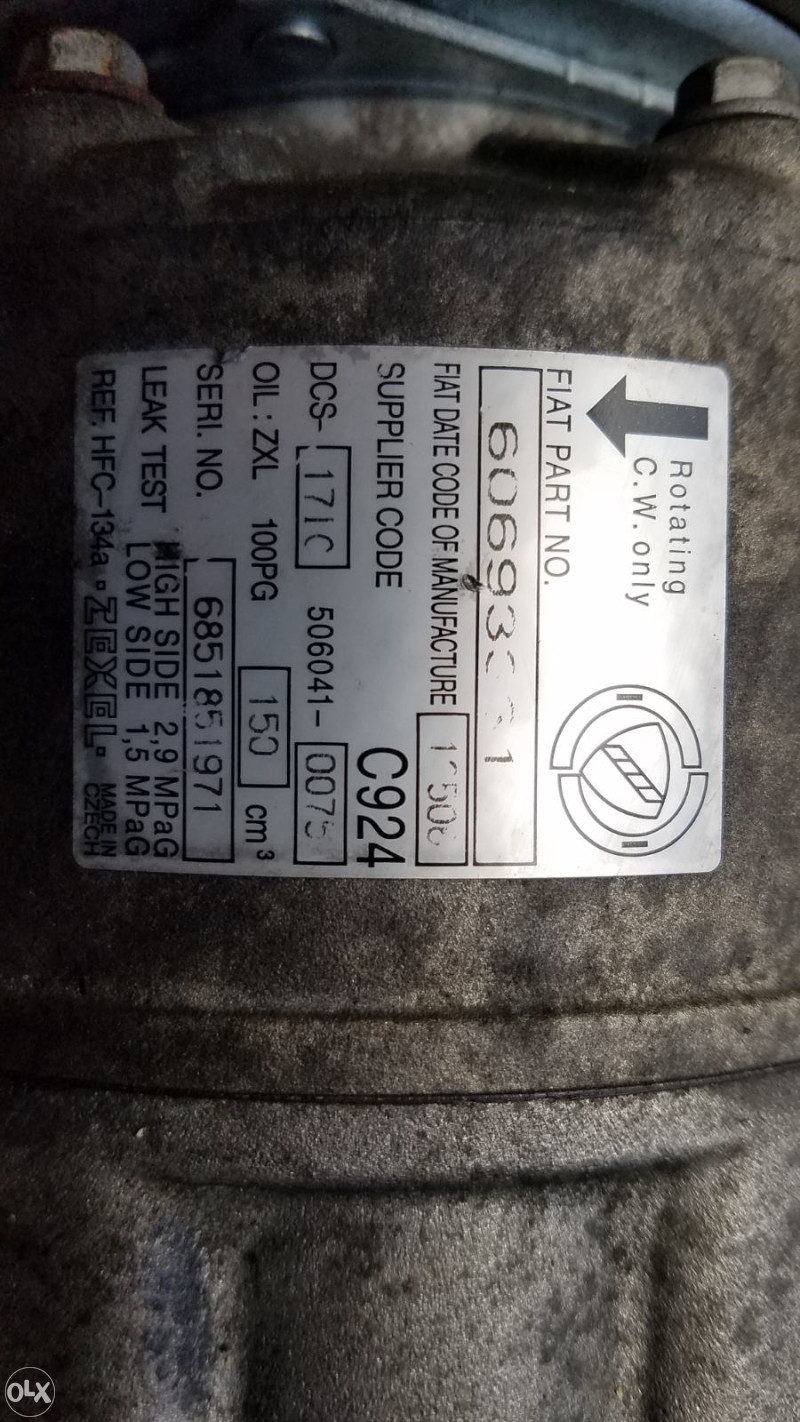 Rotating
C.W. only
FIAT PART NO.
FIAT DATE CODE OF MANUFACTURE
SUPPLIER CODE C924
DCS- 506041-
OIL : ZXL 100PG 150 cm³
SERI. NO. 6851851971
LEAK TEST HIGH SIDE 2,9 MPaG
LOW SIDE 1,5 MPaG
REF. HFC-134a · ZEXEL · MADE IN
CZECH
OLX